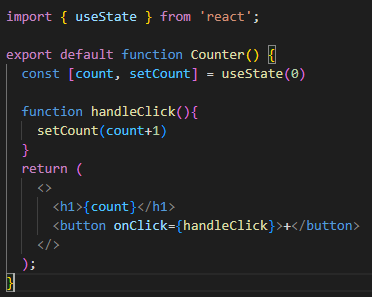 import { useState } from 'react';

export default function Counter() {
  const [count, setCount] = useState(0)

  function handleClick(){
    setCount(count+1)
  }
  return (
    <>
      <h1>{count}</h1>
      <button onClick={handleClick}>+</button>
    </>
  );
}